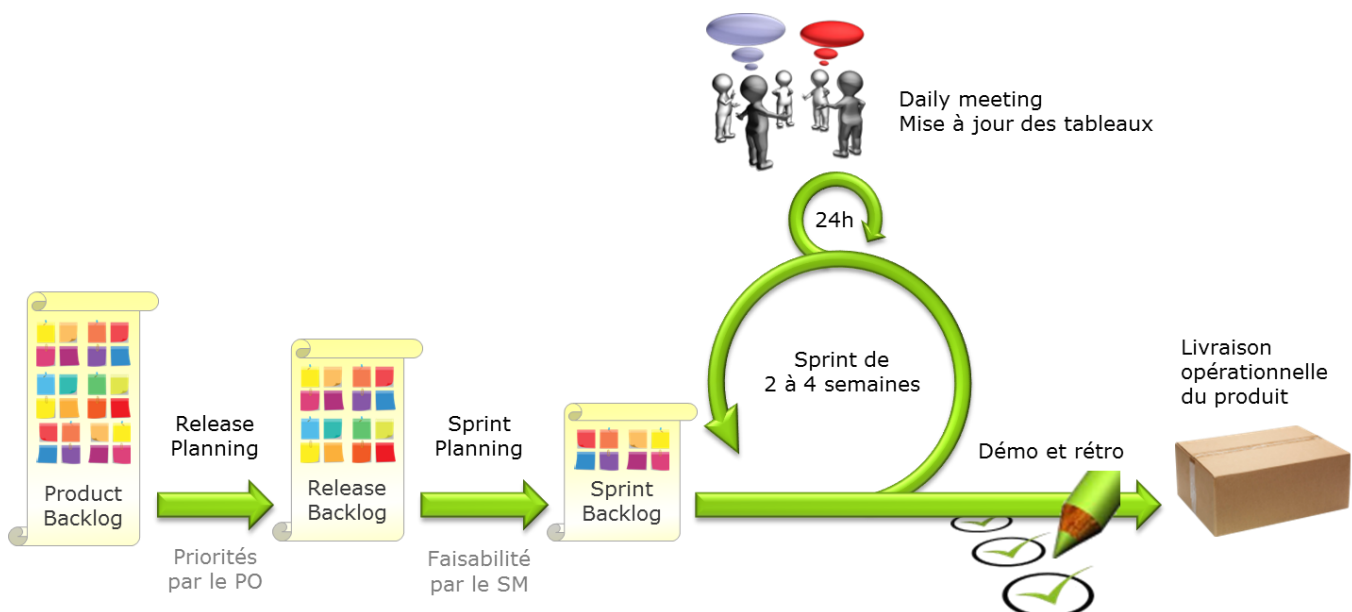 Daily meeting
Mise à jour des tableaux
24h
Sprint de
2 à 4 semaines
Livraison
opérationnelle
du produit
Product
Backlog
Release
Planning
Priorités
par le PO
Release
Backlog
Sprint
Planning
Faisabilité
par le SM
Sprint
Backlog
Démo et rétro